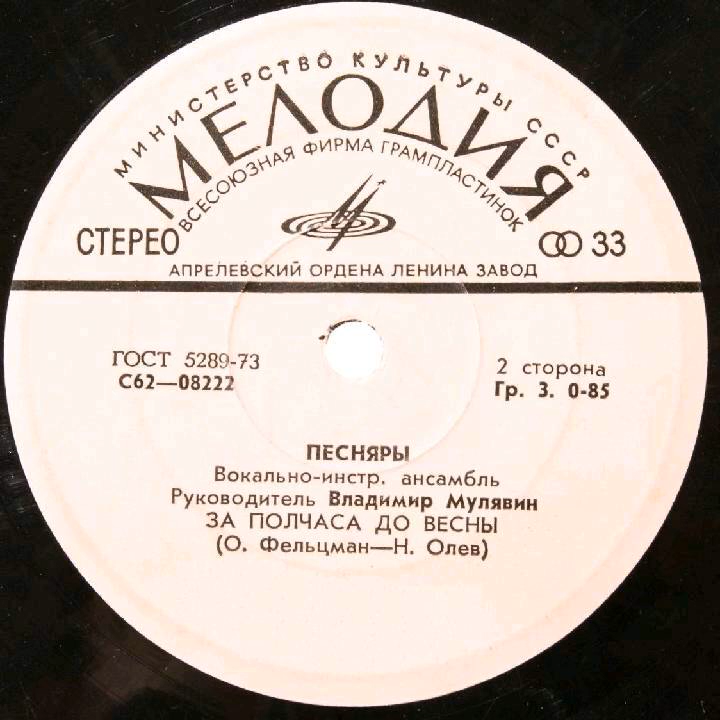 МИНИСТЕРСТВО КУЛЬТУРЫ СССР
МЕЛОДИЯ
ВСЕСОЮЗНАЯ ФИРМА ГРАМПЛАСТИНОК
СТЕРЕО 33
АПРЕЛЕВСКИЙ ОРДЕНА ЛЕНИНА ЗАВОД
ГОСТ 5289-73
С62—08222
2 сторона
Гр. 3. 0-85
ПЕСНЯРЫ
Вокально-инстр. ансамбль
Руководитель Владимир Мулявин
ЗА ПОЛЧАСА ДО ВЕСНЫ
(О. Фельцман—Н. Олев)